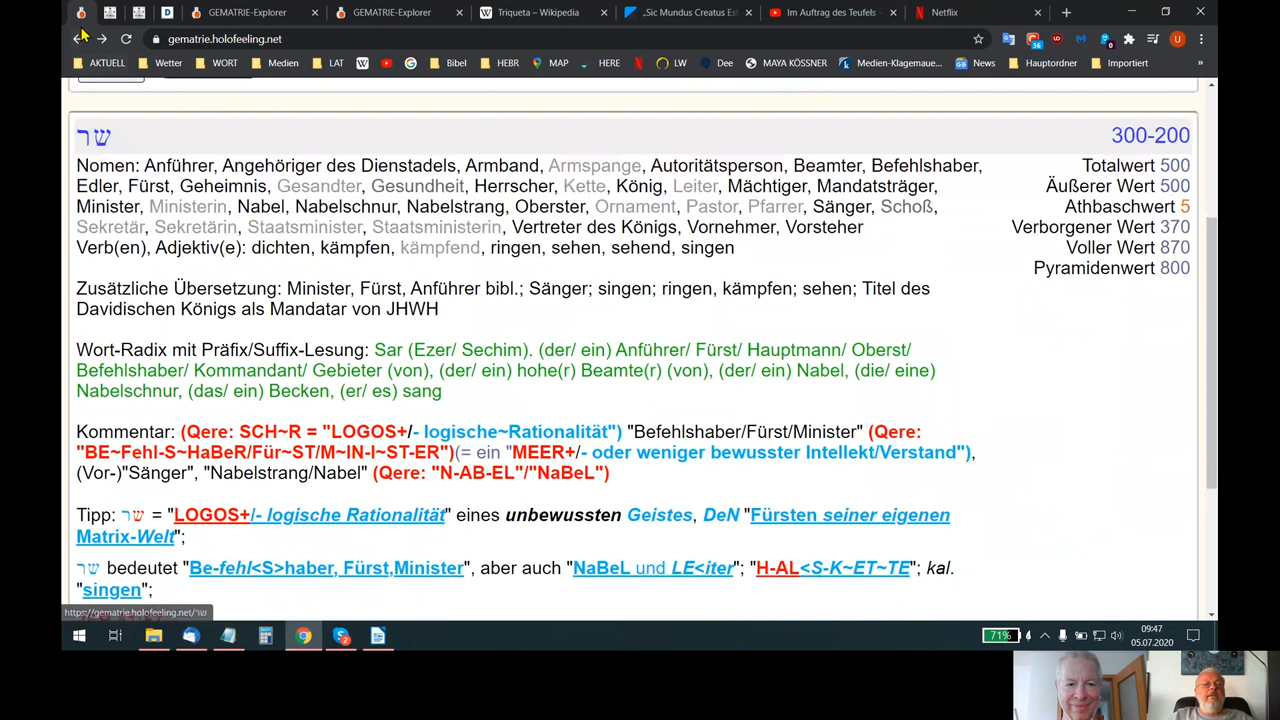 GEMATRIE-Explorer
GEMATRIE-Explorer
Triqueta – Wikipedia
„Sic Mundus Creatus Es
Im Auftrag des Teufels -
Netflix
gematrie.holofeeling.net
36
0
U
AKTUELL
Wetter
WORT
Medien
LAT
Bibel
HEBR
MAP
HERE
LW
Dee
MAYA KÖSSNER
Medien-Klagemaue...
News
Hauptordner
Importiert
»
שר
300-200
Nomen: Anführer, Angehöriger des Dienstadels, Armband, Armspange, Autoritätsperson, Beamter, Befehlshaber,
Edler, Fürst, Geheimnis, Gesandter, Gesundheit, Herrscher, Kette, König, Leiter, Mächtiger, Mandatsträger,
Minister, Ministerin, Nabel, Nabelschnur, Nabelstrang, Oberster, Ornament, Pastor, Pfarrer, Sänger, Schoß,
Sekretär, Sekretärin, Staatsminister, Staatsministerin, Vertreter des Königs, Vornehmer, Vorsteher
Verb(en), Adjektiv(e): dichten, kämpfen, kämpfend, ringen, sehen, sehend, singen
Totalwert 500
Äußerer Wert 500
Athbaschwert 5
Verborgener Wert 370
Voller Wert 870
Pyramidenwert 800
Zusätzliche Übersetzung: Minister, Fürst, Anführer bibl.; Sänger; singen; ringen, kämpfen; sehen; Titel des
Davidischen Königs als Mandatar von JHWH
Wort-Radix mit Präfix/Suffix-Lesung: Sar (Ezer/ Sechim). (der/ ein) Anführer/ Fürst/ Hauptmann/ Oberst/
Befehlshaber/ Kommandant/ Gebieter (von), (der/ ein) hohe(r) Beamte(r) (von), (der/ ein) Nabel, (die/ eine)
Nabelschnur, (das/ ein) Becken, (er/ es) sang
Kommentar: (Qere: SCH~R = "LOGOS+/- logische~Rationalität") "Befehlshaber/Fürst/Minister" (Qere:
"BE~Fehl-S~HaBeR/Für~ST/M~IN-I~ST-ER")(= ein "MEER+/- oder weniger bewusster Intellekt/Verstand"),
(Vor-)"Sänger", "Nabelstrang/Nabel" (Qere: "N-AB-EL"/"NaBeL")
Tipp: שר = "LOGOS+/- logische Rationalität" eines unbewussten Geistes, DeN "Fürsten seiner eigenen
Matrix-Welt";
שר bedeutet "Be-fehl<S>haber, Fürst,Minister", aber auch "NaBeL und LE<iter"; "H-AL<S-K~ET~TE"; kal.
"singen";
https://gematrie.holofeeling.net/שר
71%
09:47
05.07.2020